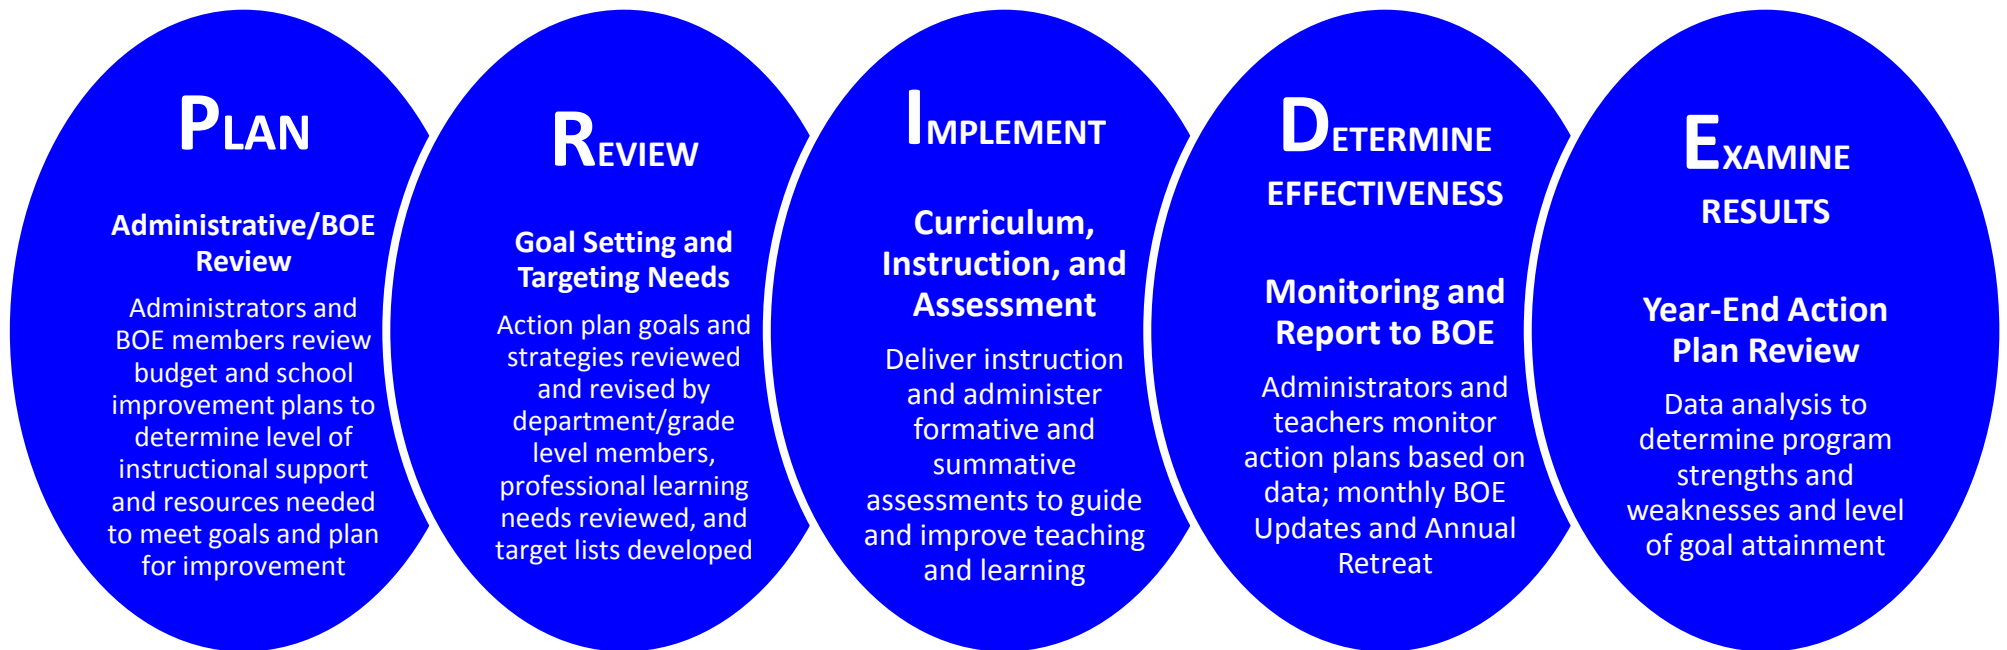 PLAN
Administrative/BOE
Review
Administrators and
BOE members review
budget and school
improvement plans to
determine level of
instructional support
and resources needed
to meet goals and plan
for improvement
REVIEW
Goal Setting and
Targeting Needs
Action plan goals and
strategies reviewed
and revised by
department/grade
level members,
professional learning
needs reviewed, and
target lists developed
IMPLEMENT
Curriculum,
Instruction, and
Assessment
Deliver instruction
and administer
formative and
summative
assessments to guide
and improve teaching
and learning
DETERMINE
EFFECTIVENESS
Monitoring and
Report to BOE
Administrators and
teachers monitor
action plans based on
data; monthly BOE
Updates and Annual
Retreat
EXAMINE
RESULTS
Year-End Action
Plan Review
Data analysis to
determine program
strengths and
weaknesses and level
of goal attainment